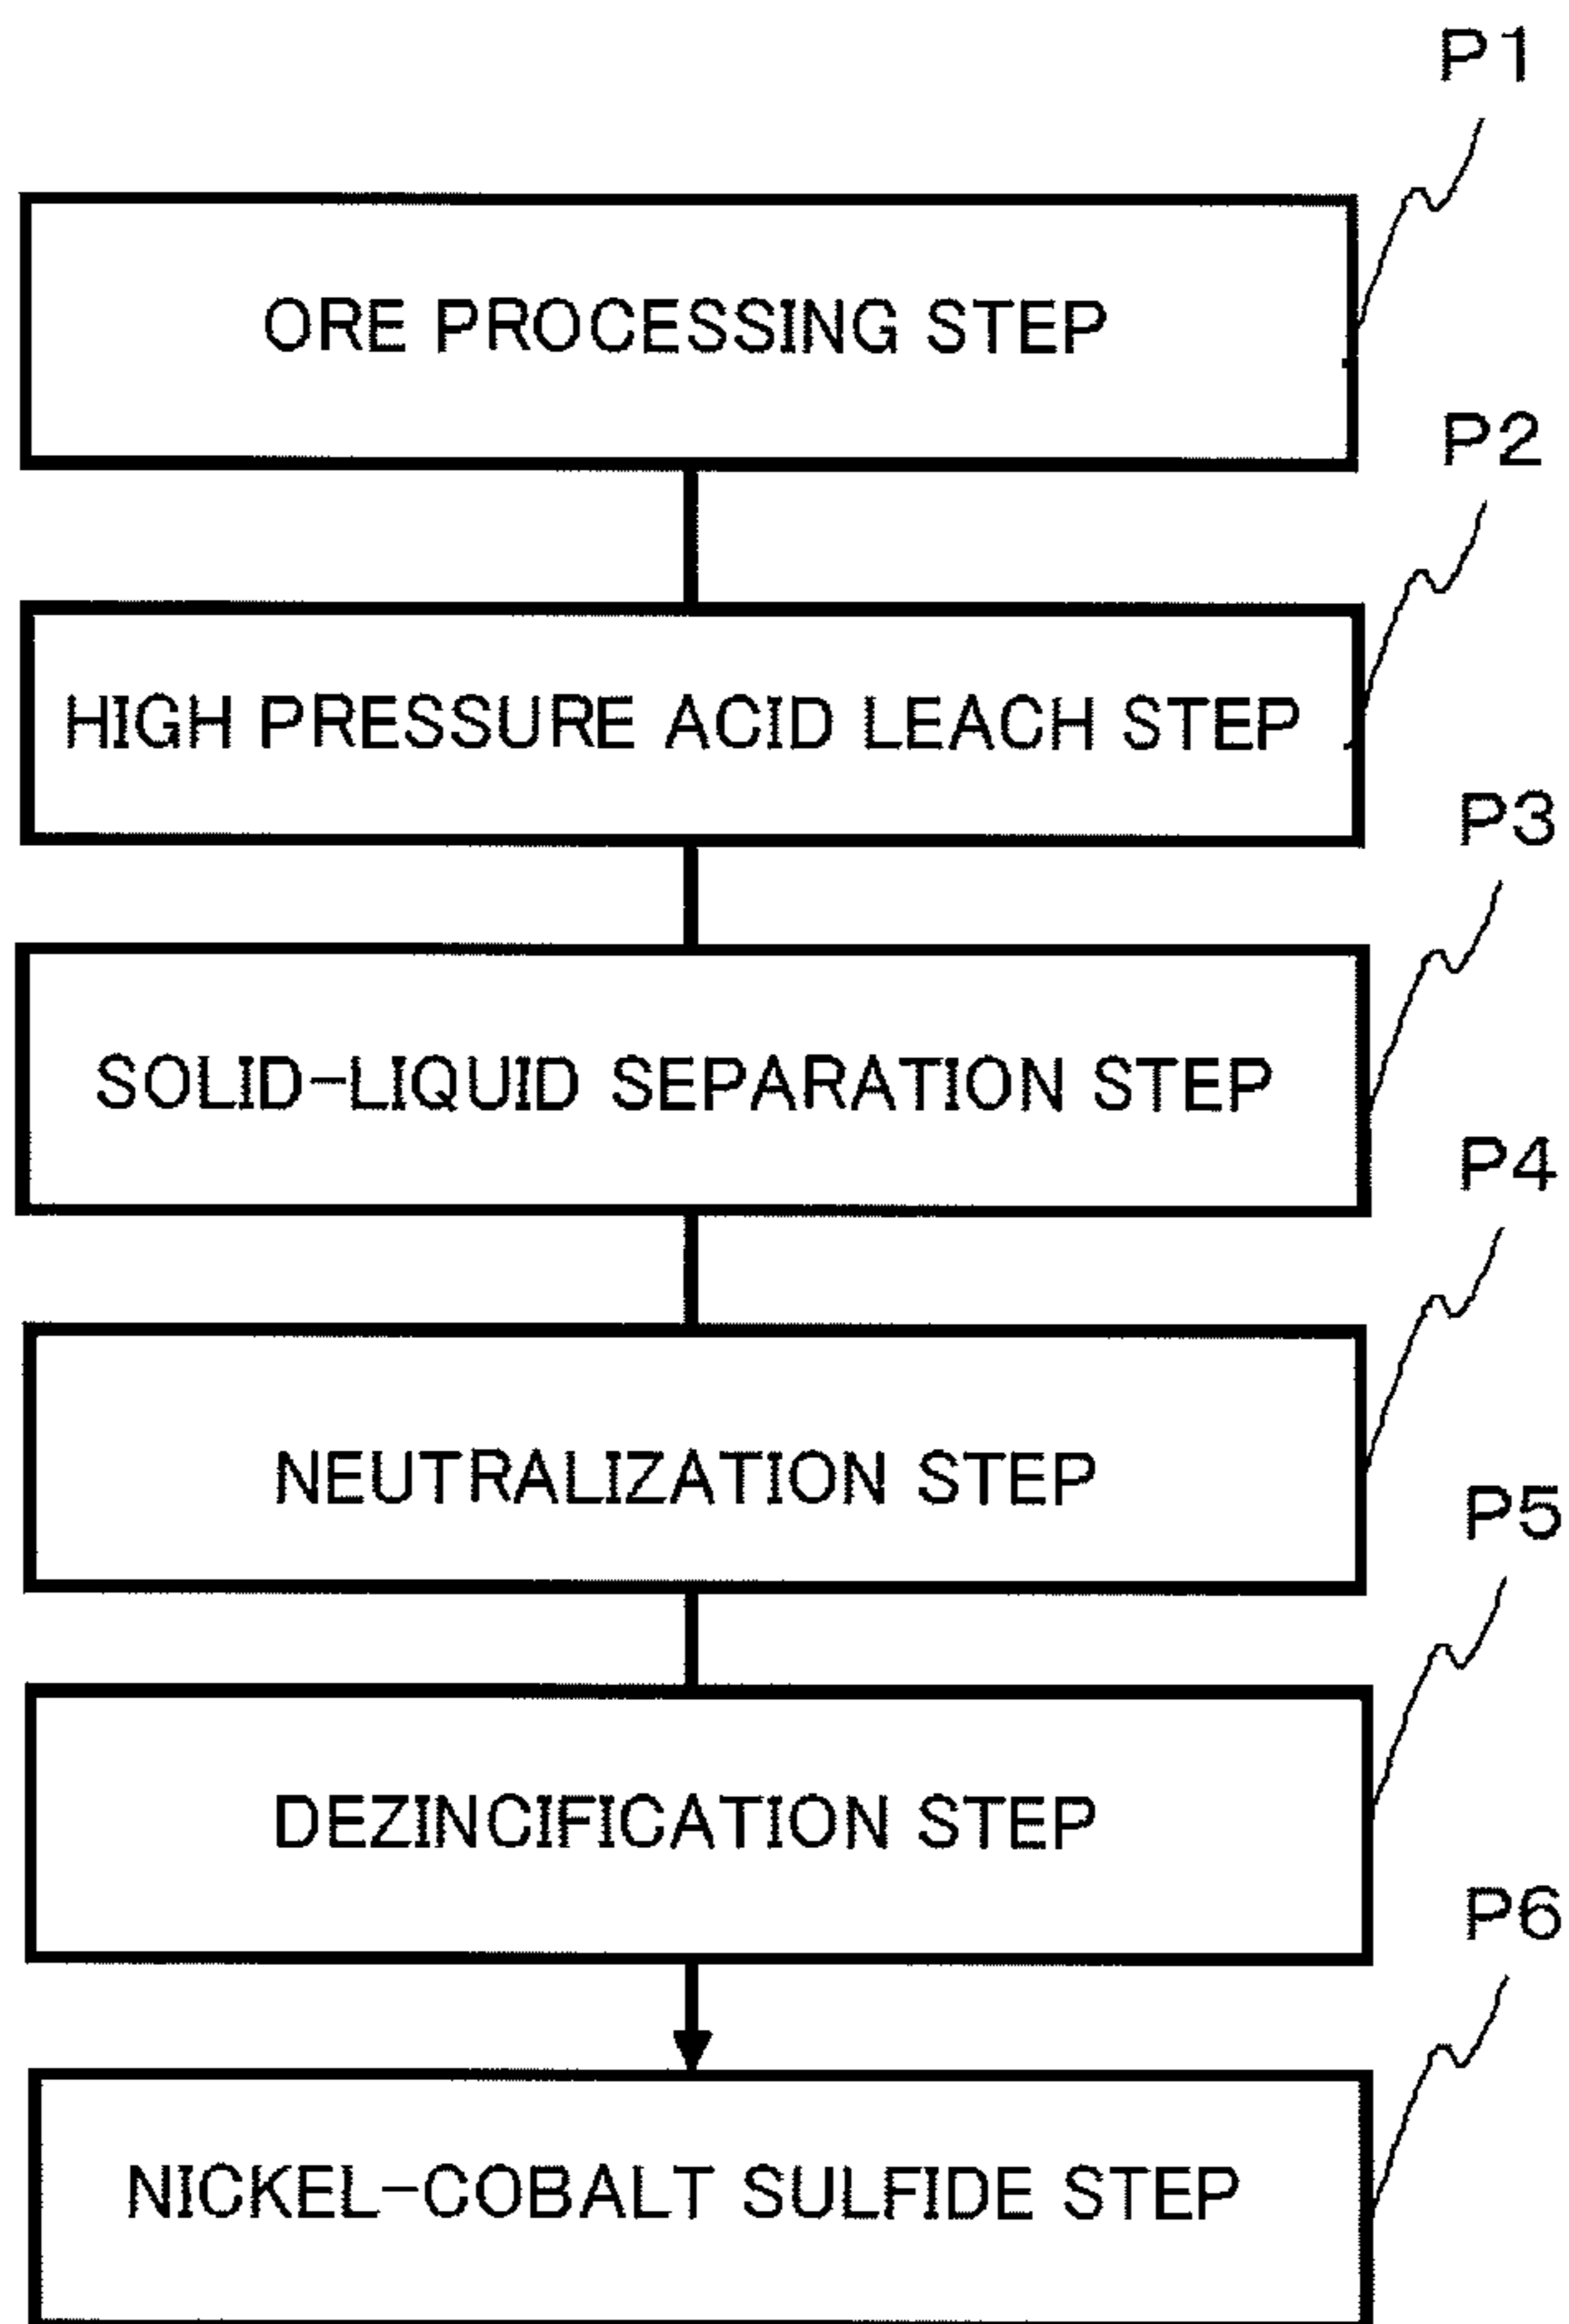 P1
ORE PROCESSING STEP
P2
HIGH PRESSURE ACID LEACH STEP
P3
SOLID-LIQUID SEPARATION STEP
P4
NEUTRALIZATION STEP
P5
DEZINCIFICATION STEP
P6
NICKEL-COBALT SULFIDE STEP